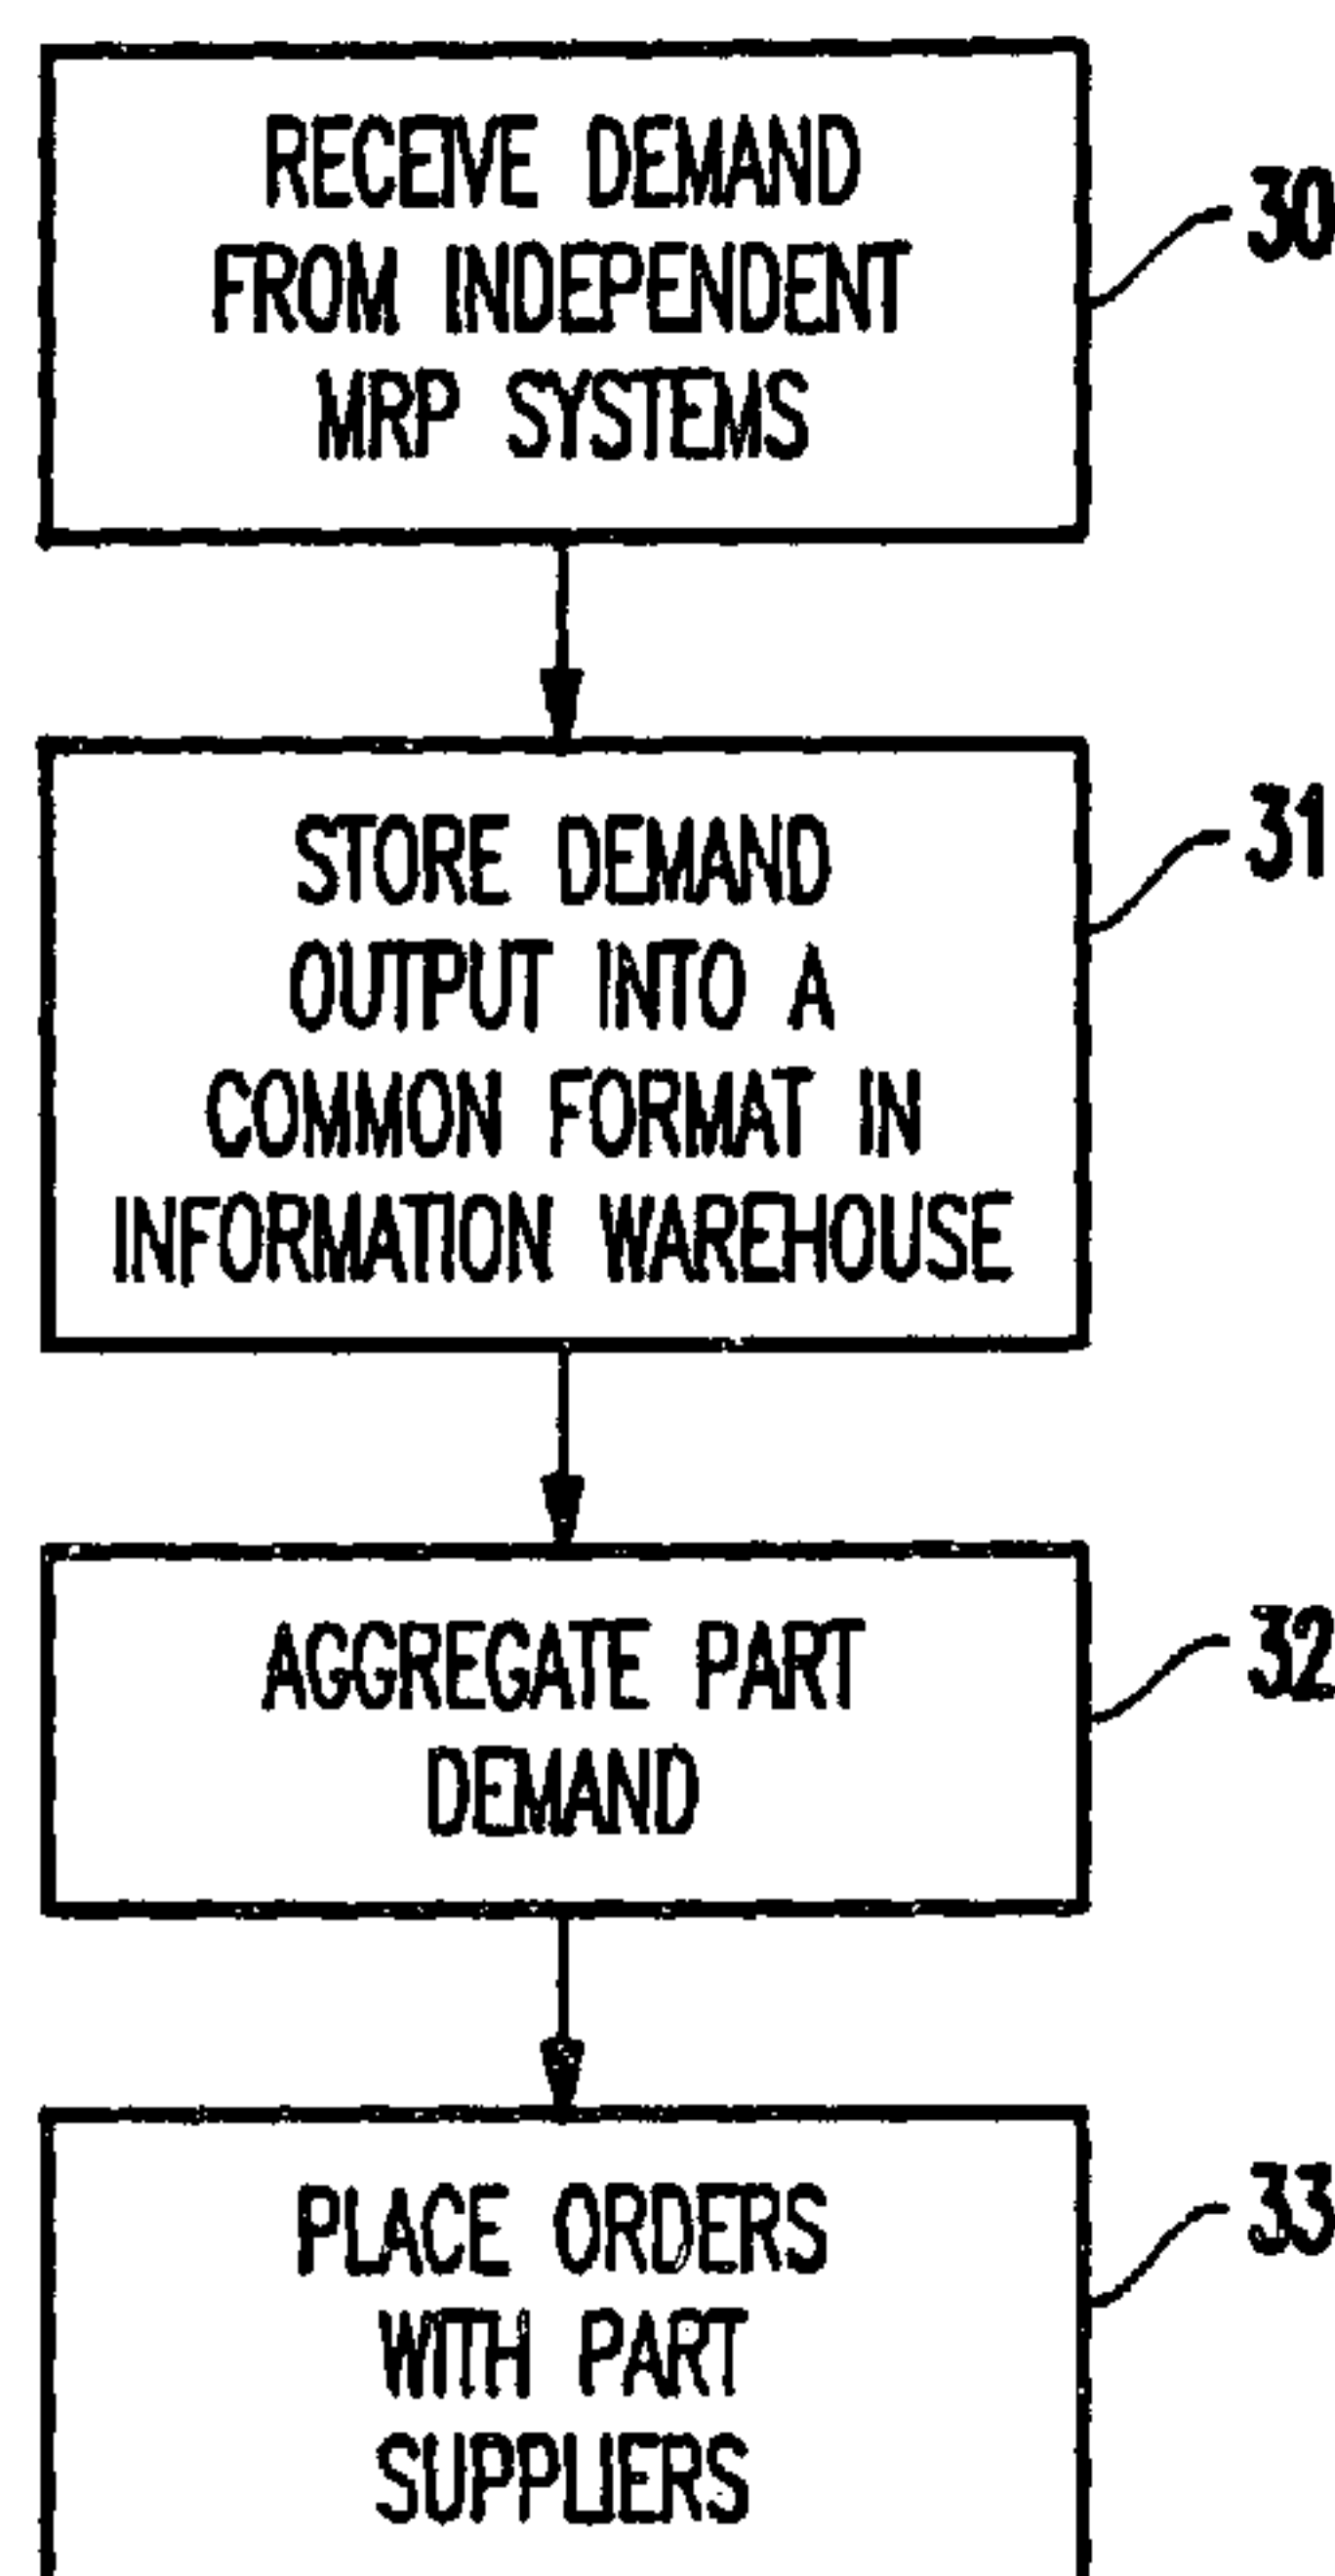 RECEIVE DEMAND
FROM INDEPENDENT
MRP SYSTEMS
30
STORE DEMAND
OUTPUT INTO A
COMMON FORMAT IN
INFORMATION WAREHOUSE
31
AGGREGATE PART
DEMAND
32
PLACE ORDERS
WITH PART
SUPPLIERS
33